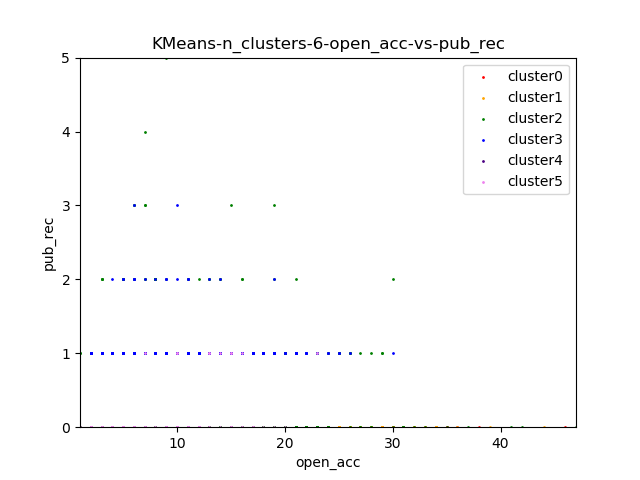 KMeans-n_clusters-6-open_acc-vs-pub_rec
cluster0
cluster1
cluster2
cluster3
cluster4
cluster5
pub_rec
5
4
3
2
1
0
10
20
30
40
open_acc